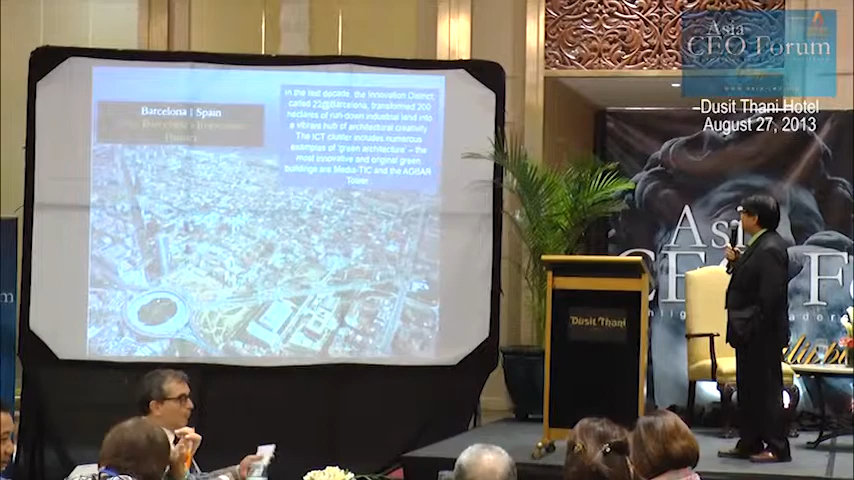 Asia
CEO Forum
–Dusit Thani Hotel
August 27, 2013
Barcelona | Spain
In the last decade, the Innovation District,
called 22@Barcelona, transformed 200
hectares of run-down industrial land into
a vibrant hub of architectural creativity.
The ICT cluster includes numerous
examples of 'green architecture' – the
most innovative and original green
buildings are Media-TIC and the AGBAR
Tower
Asia
CEO Fo
Dusit Thani